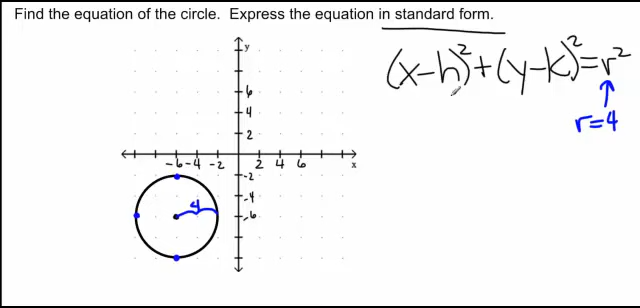 Find the equation of the circle. Express the equation in standard form.
(x-h)²+(y-k)²=r²
r=4
y
6
4
2
-6 -4 -2 2 4 6 x
-2
-4
4
-6